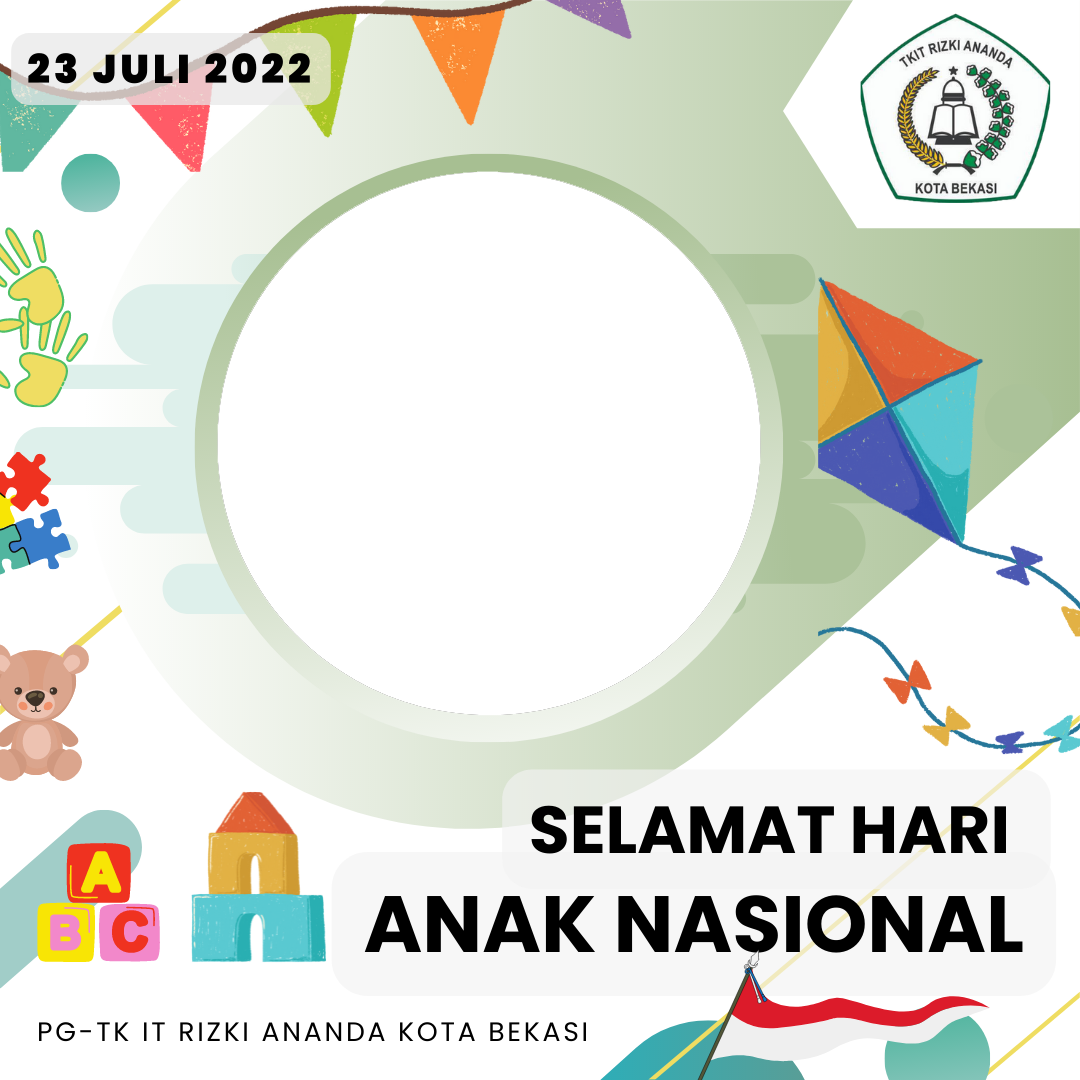 23 JULI 2022
TKIT RIZKI ANANDA
KOTA BEKASI
SELAMAT HARI
ANAK NASIONAL
A
B C
PG-TK IT RIZKI ANANDA KOTA BEKASI